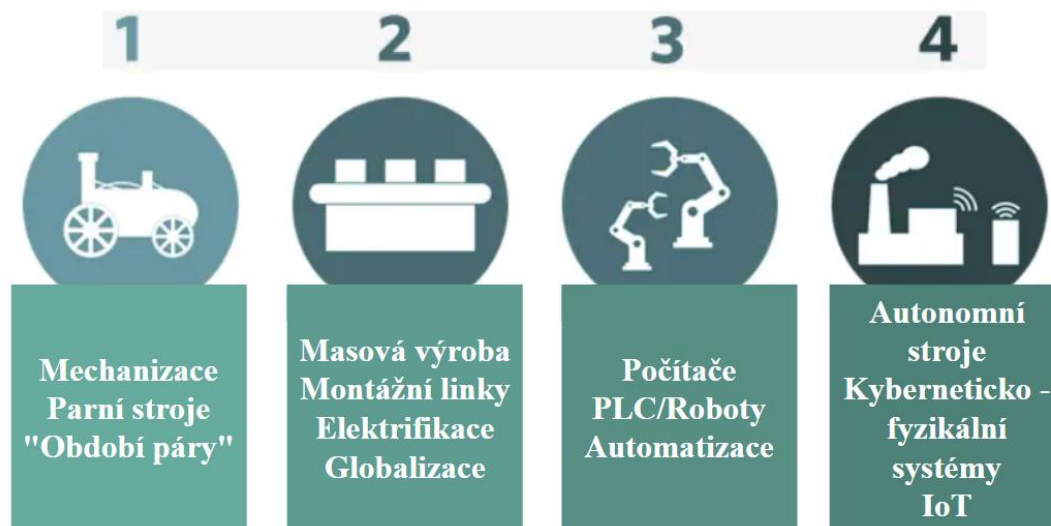 1
2
3
4
Mechanizace
Parní stroje
"Období páry"
Masová výroba
Montážní linky
Elektrifikace
Globalizace
Počítače
PLC/Roboty
Automatizace
Autonomní
stroje
Kyberneticko -
fyzikální
systémy
IoT